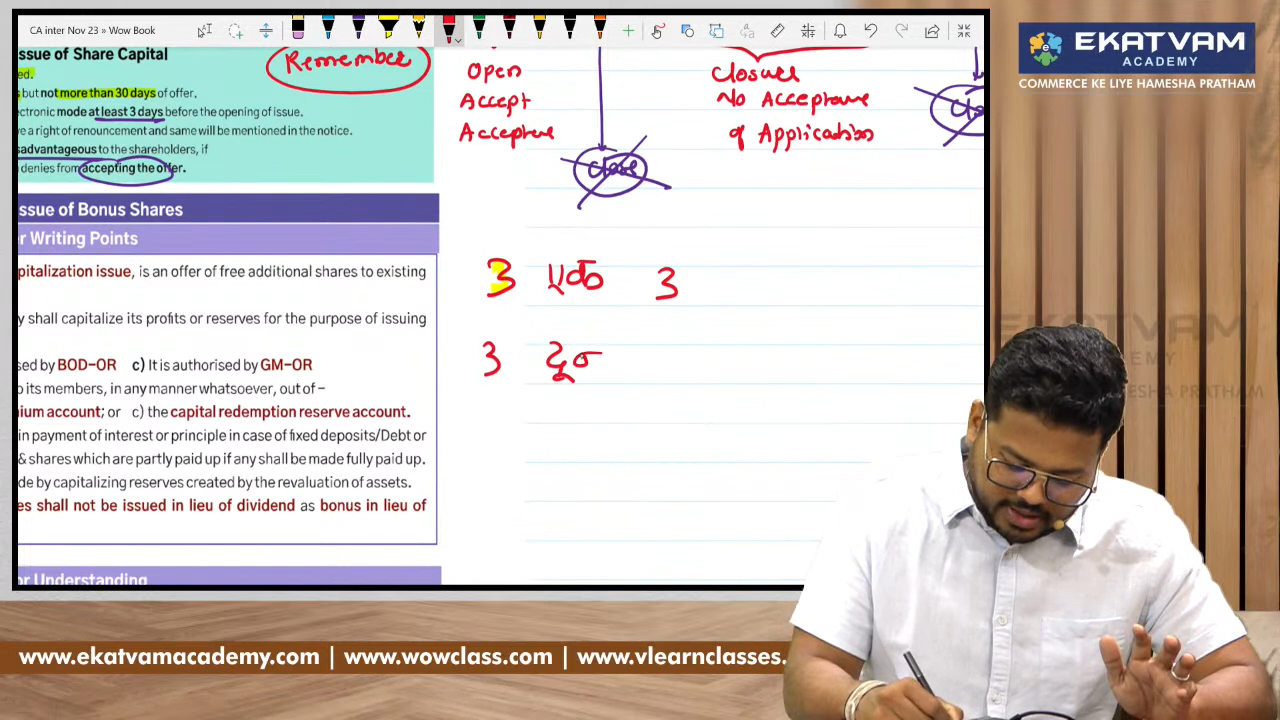 CA inter Nov 23 » Wow Book
ssue of Share Capital
Remember
ed.
but not more than 30 days of offer.
ectronic mode at least 3 days before the opening of issue.
ve a right of renouncement and same will be mentioned in the notice.
sadvantageous to the shareholders, if
denies from accepting the offer.
Open
Accept
Acceptance
Close
Closure
No Acceptance
of Application
ssue of Bonus Shares
er Writing Points
pitalization issue, is an offer of free additional shares to existing
y shall capitalize its profits or reserves for the purpose of issuing
sed by BOD-OR c) It is authorised by GM-OR
o its members, in any manner whatsoever, out of –
nium account; or c) the capital redemption reserve account.
in payment of interest or principle in case of fixed deposits/Debt or
& shares which are partly paid up if any shall be made fully paid up.
de by capitalizing reserves created by the revaluation of assets.
es shall not be issued in lieu of dividend as bonus in lieu of
or Understanding
3 3
3
EKATVAM
ACADEMY
COMMERCE KE LIYE HAMESHA PRATHAM
www.ekatvamacademy.com | www.wowclass.com | www.vlearnclasses.